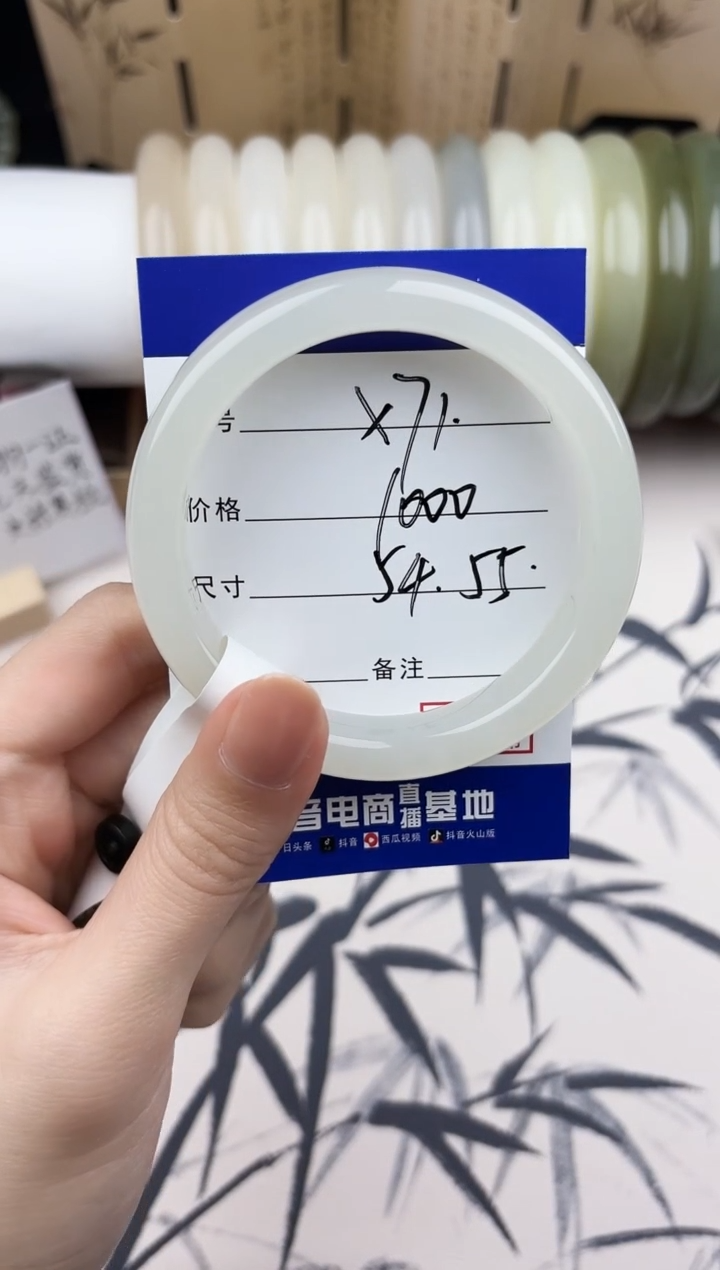 号 X71.
价格 1000
尺寸 54.55.
备注
音电商直播基地
日头条 抖音 西瓜视频 抖音火山版